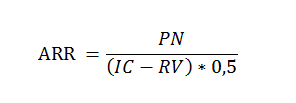 ARR = PN / ((IC − RV) * 0,5)